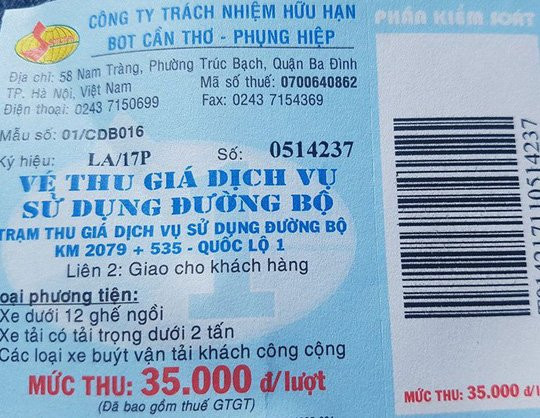 CÔNG TY TRÁCH NHIỆM HỮU HẠN
BOT CẦN THƠ - PHỤNG HIỆP
Địa chỉ: 58 Nam Tràng, Phường Trúc Bạch, Quận Ba Đình
TP. Hà Nội, Việt Nam
Mã số thuế: 0700640862
Điện thoại: 0243 7150699
Fax: 0243 7154369
Mẫu số: 01/CDB016
Ký hiệu: LA/17P
Số: 0514237
VÉ THU GIÁ DỊCH VỤ
SỬ DỤNG ĐƯỜNG BỘ
TRẠM THU GIÁ DỊCH VỤ SỬ DỤNG ĐƯỜNG BỘ
KM 2079 + 535 - QUỐC LỘ 1
Liên 2: Giao cho khách hàng
oại phương tiện:
Xe dưới 12 ghế ngồi
Xe tải có tải trọng dưới 2 tấn
Các loại xe buýt vận tải khách công cộng
MỨC THU: 35.000 đ/lượt
(Đã bao gồm thuế GTGT)
PHẦN KIỂM SOÁT
MỨC THU: 35.000 đ/